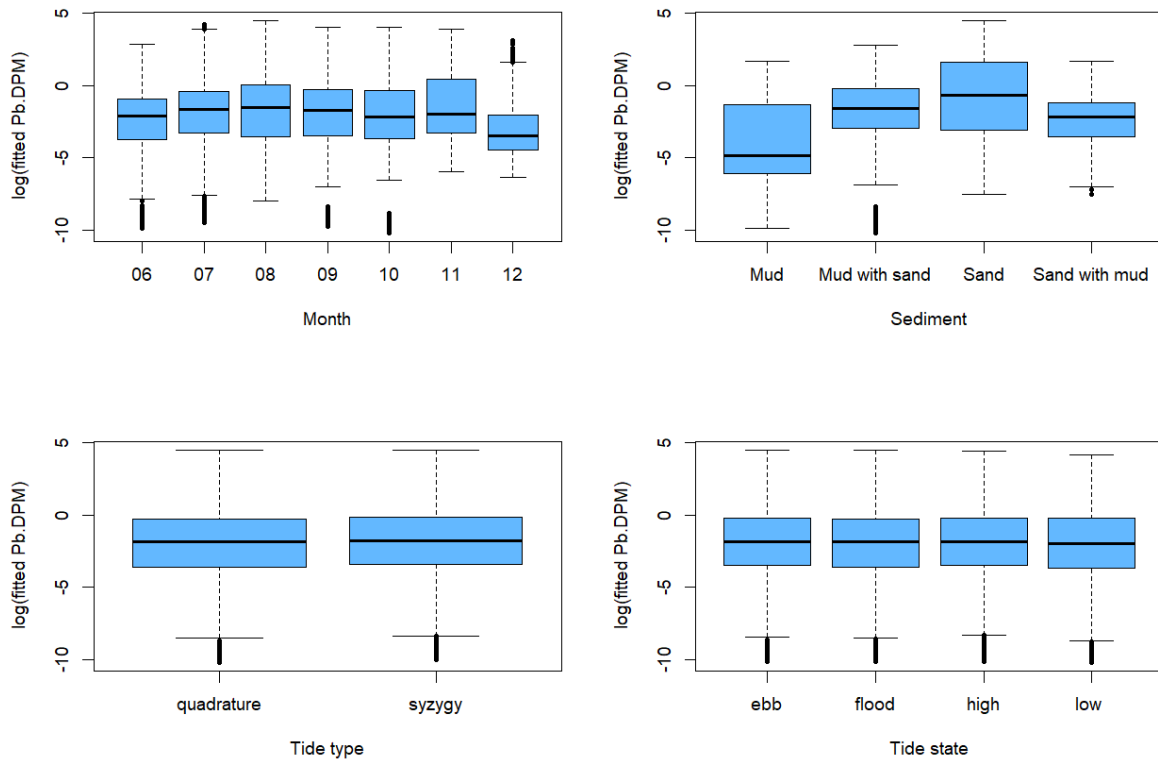 log(fitted Pb.DPM)
5
0
-5
-10
06 07 08 09 10 11 12
Month
log(fitted Pb.DPM)
5
0
-5
-10
Mud Mud with sand Sand Sand with mud
Sediment
log(fitted Pb.DPM)
5
0
-5
-10
quadrature syzygy
Tide type
log(fitted Pb.DPM)
5
0
-5
-10
ebb flood high low
Tide state